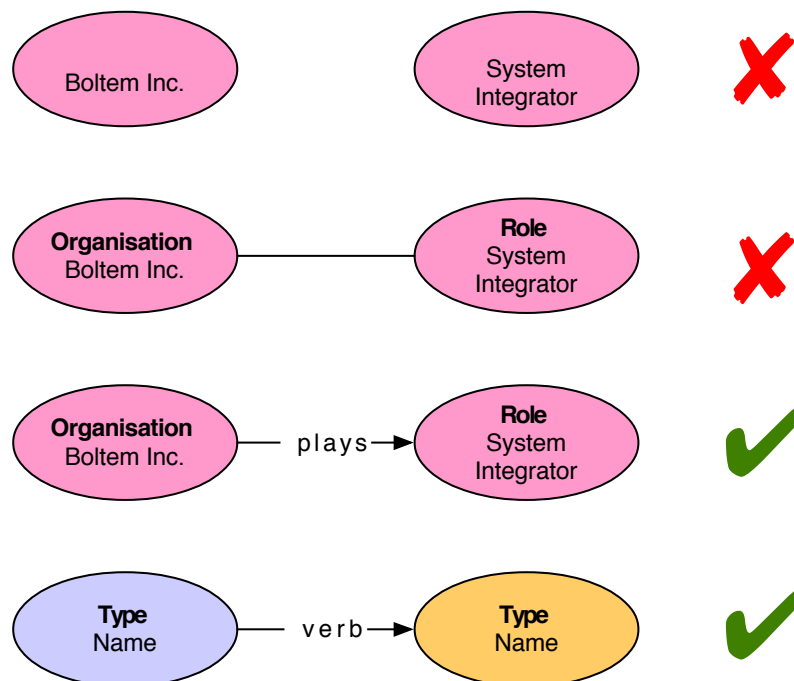 Boltem Inc.
System
Integrator
Organisation
Boltem Inc.
Role
System
Integrator
Organisation
Boltem Inc.
plays
Role
System
Integrator
Type
Name
verb
Type
Name